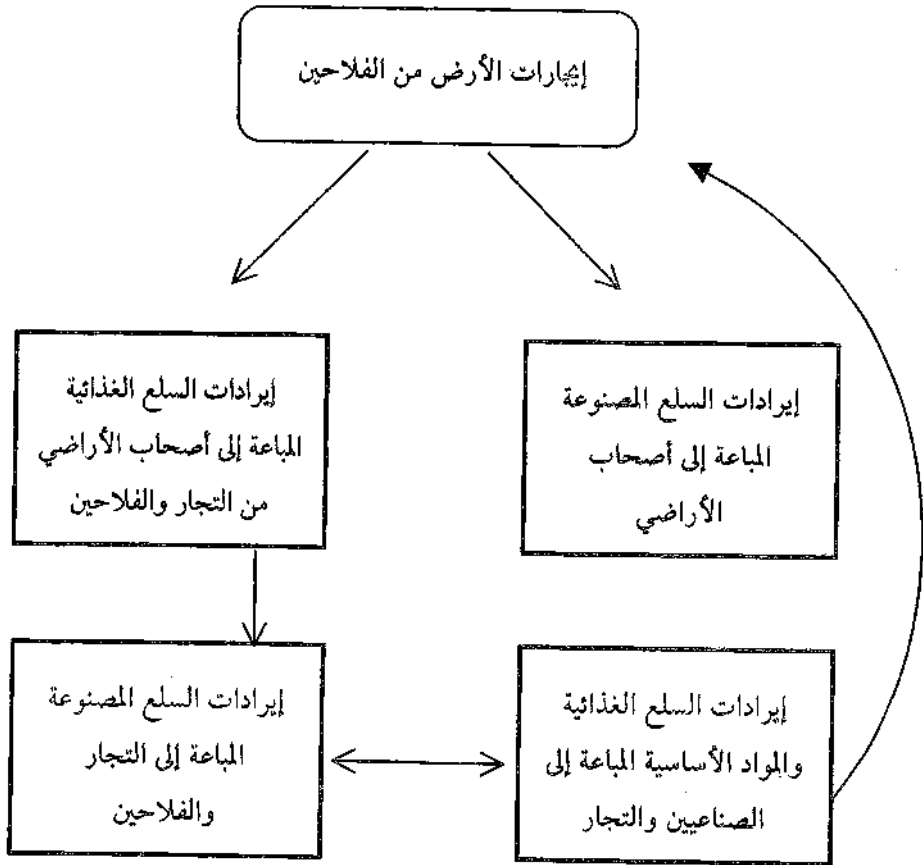 إيجارات الأرض من الفلاحين
إيرادات السلع المصنوعة
المباعة إلى أصحاب
الأراضي
إيرادات السلع الغذائية
المباعة إلى أصحاب الأراضي
من التجار والفلاحين
إيرادات السلع الغذائية
والمواد الأساسية المباعة إلى
الصناعيين والتجار
إيرادات السلع المصنوعة
المباعة إلى التجار
والفلاحين